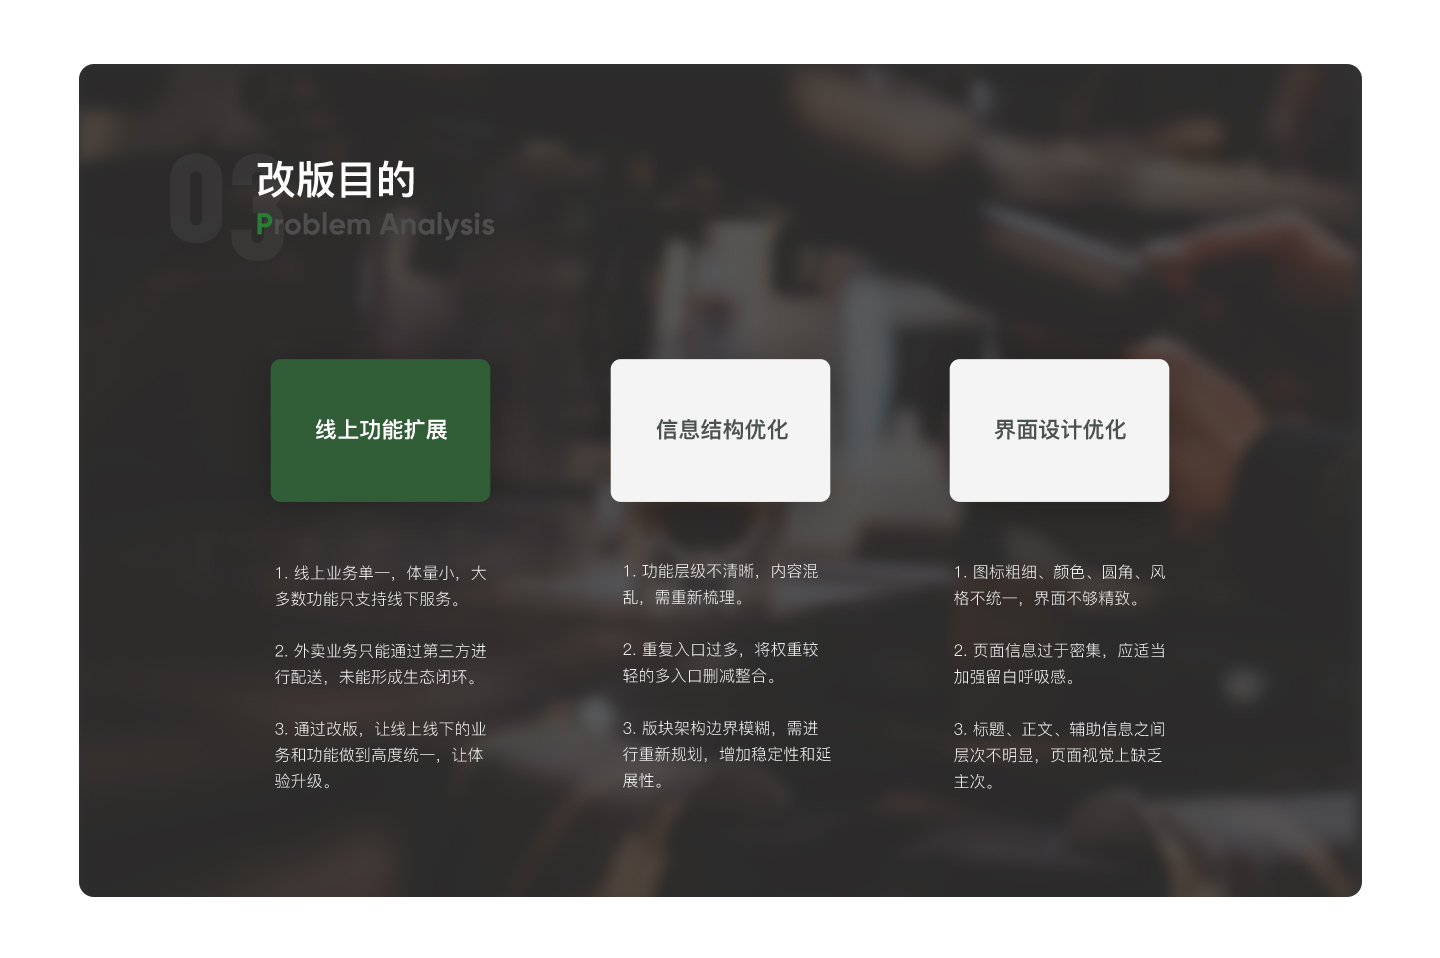 03
改版目的
Problem Analysis
线上功能扩展
信息结构优化
界面设计优化
1. 线上业务单一，体量小，大
多数功能只支持线下服务。
2. 外卖业务只能通过第三方进
行配送，未能形成生态闭环。
3. 通过改版，让线上线下的业
务和功能做到高度统一，让体
验升级。
1. 功能层级不清晰，内容混
乱，需重新梳理。
2. 重复入口过多，将权重较
轻的多入口删减整合。
3. 版块架构边界模糊，需进
行重新规划，增加稳定性和延
展性。
1. 图标粗细、颜色、圆角、风
格不统一，界面不够精致。
2. 页面信息过于密集，应适当
加强留白呼吸感。
3. 标题、正文、辅助信息之间
层次不明显，页面视觉上缺乏
主次。